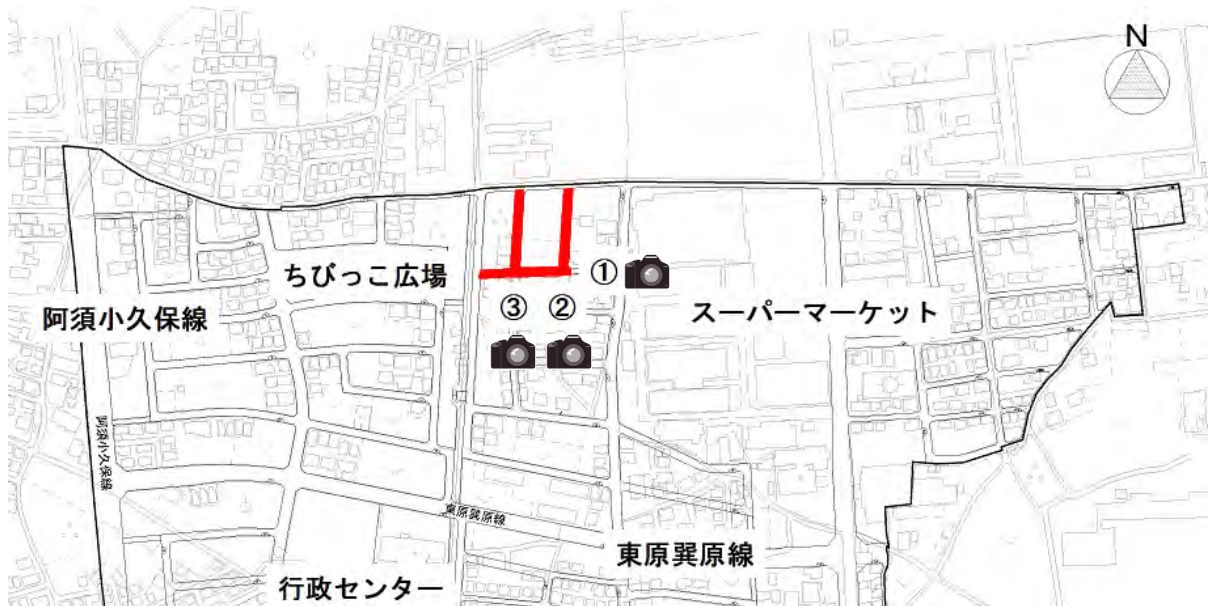 N
ちびっこ広場
①
阿須小久保線
③
②
スーパーマーケット
阿須小久保線
東原巽原線
東原巽原線
行政センター